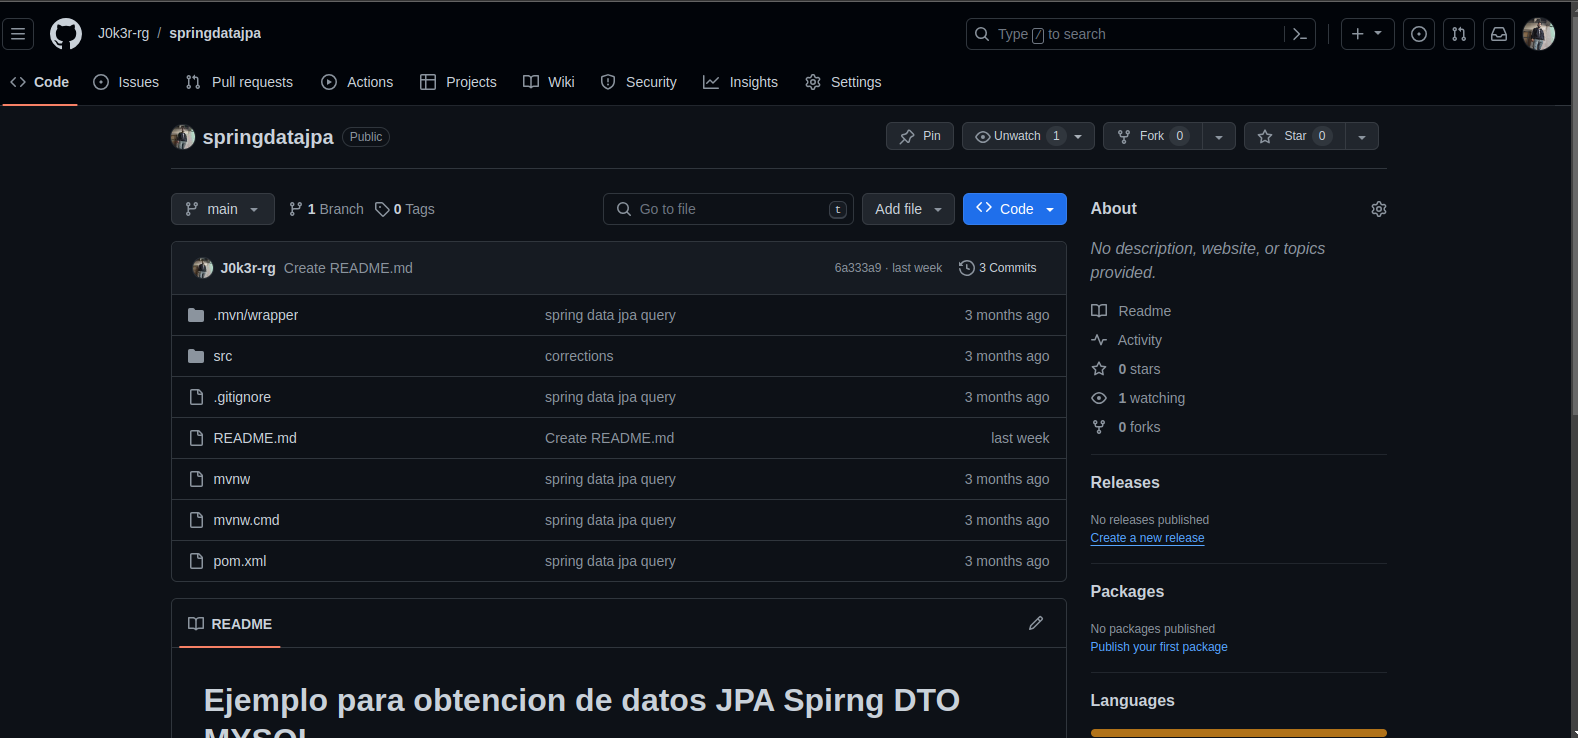 J0k3r-rg / springdatajpa
Type / to search
Code
Issues
Pull requests
Actions
Projects
Wiki
Security
Insights
Settings
springdatajpa Public
Pin
Unwatch 1
Fork 0
Star 0
main
1 Branch
0 Tags
Go to file t
Add file
Code
J0k3r-rg Create README.md 6a333a9 · last week 3 Commits
.mvn/wrapper spring data jpa query 3 months ago
src corrections 3 months ago
.gitignore spring data jpa query 3 months ago
README.md Create README.md last week
mvnw spring data jpa query 3 months ago
mvnw.cmd spring data jpa query 3 months ago
pom.xml spring data jpa query 3 months ago
README
Ejemplo para obtencion de datos JPA Spirng DTO
MYSQL
About
No description, website, or topics
provided.
Readme
Activity
0 stars
1 watching
0 forks
Releases
No releases published
Create a new release
Packages
No packages published
Publish your first package
Languages